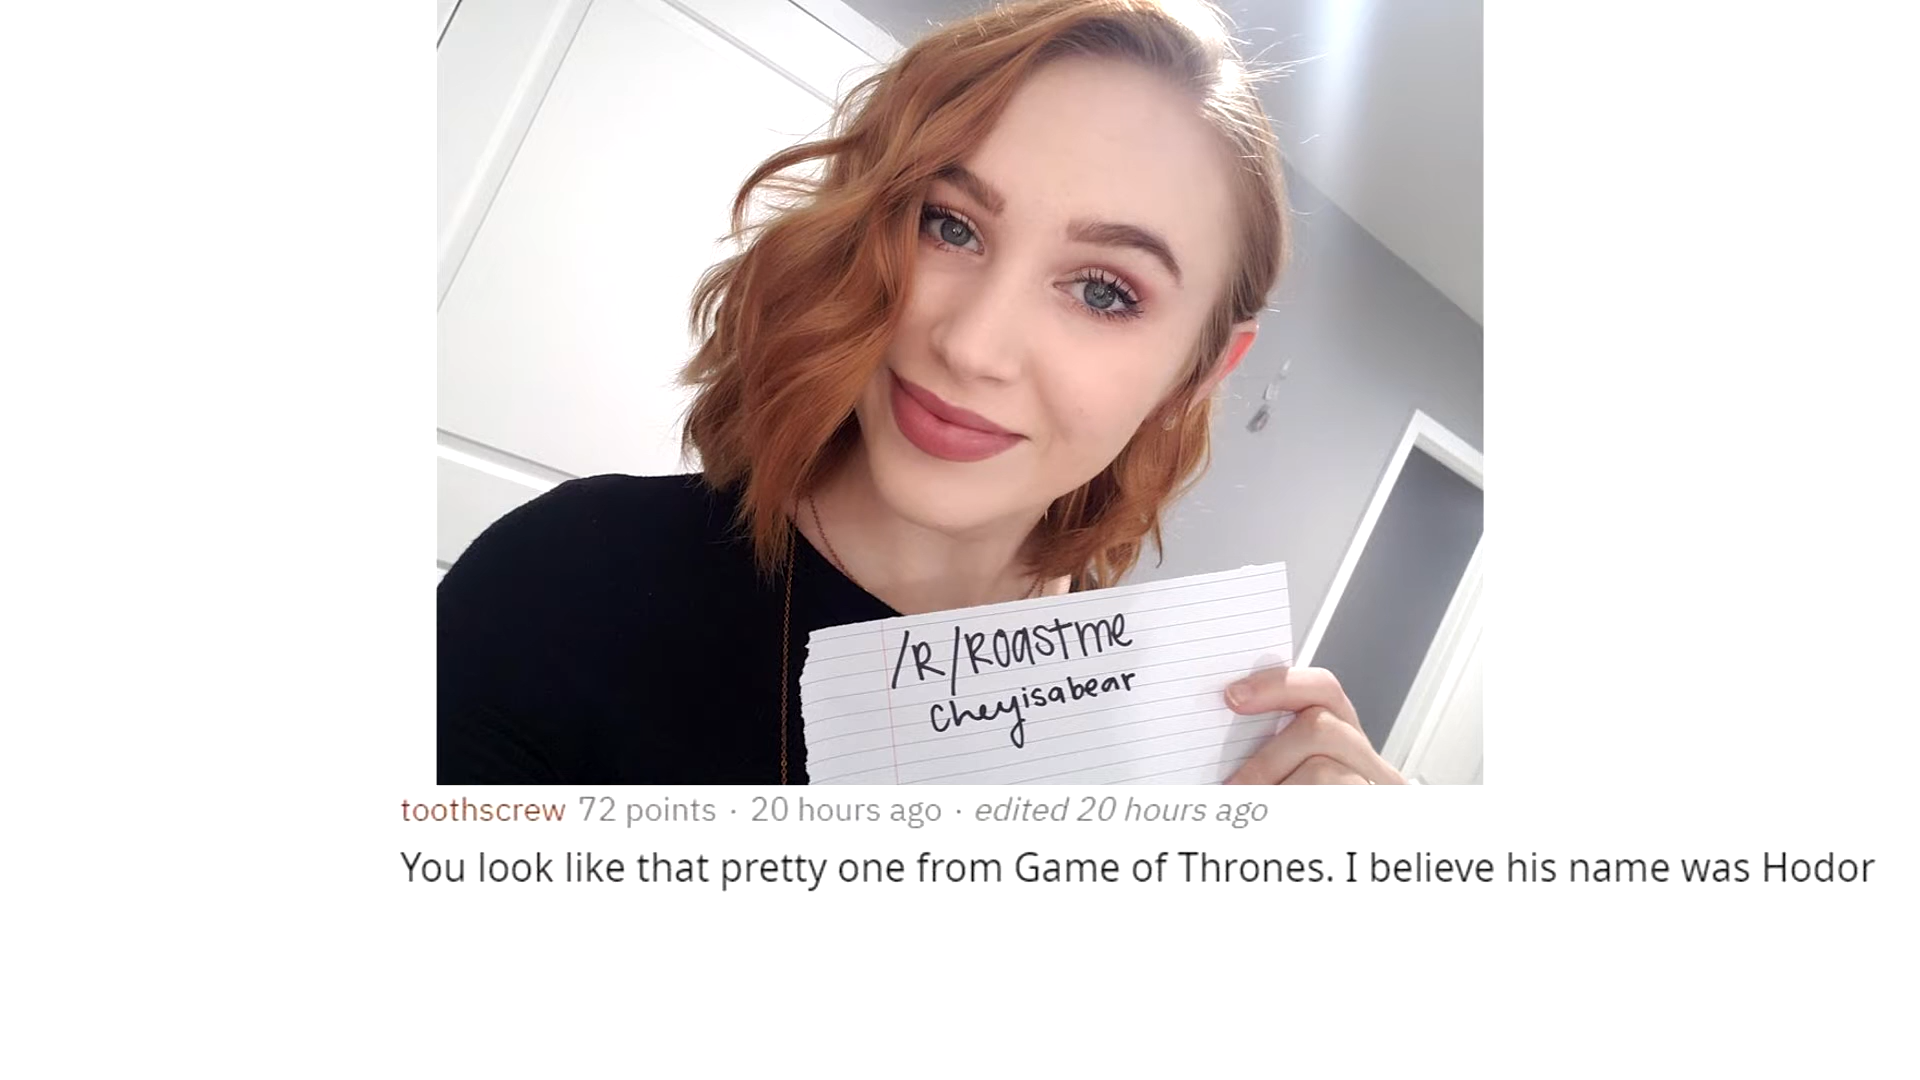 /R/Roastme
Cheyisabear
toothscrew 72 points · 20 hours ago · edited 20 hours ago
You look like that pretty one from Game of Thrones. I believe his name was Hodor